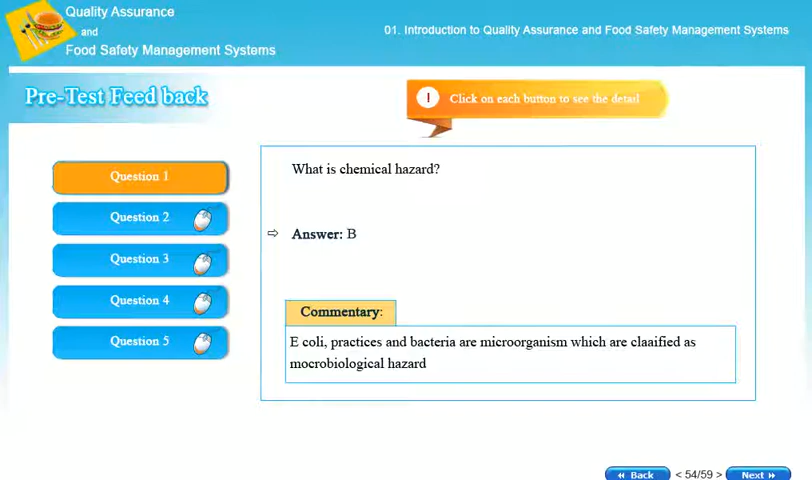 Quality Assurance
and
Food Safety Management Systems
01. Introduction to Quality Assurance and Food Safety Management Systems
Pre-Test Feed back
! Click on each button to see the detail
Question 1
Question 2
Question 3
Question 4
Question 5
What is chemical hazard?
⇨ Answer: B
Commentary:
E coli, practices and bacteria are microorganism which are claaified as
mocrobiological hazard
Back < 54/59 > Next